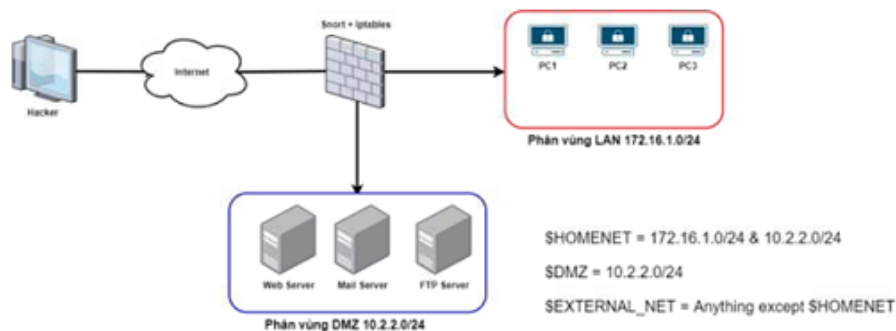 Snort + Iptables
Internet
Hacker
PC1
PC2
PC3
Phân vùng LAN 172.16.1.0/24
Web Server
Mail Server
FTP Server
Phân vùng DMZ 10.2.2.0/24
$HOMENET = 172.16.1.0/24 & 10.2.2.0/24
$DMZ = 10.2.2.0/24
$EXTERNAL_NET = Anything except $HOMENET